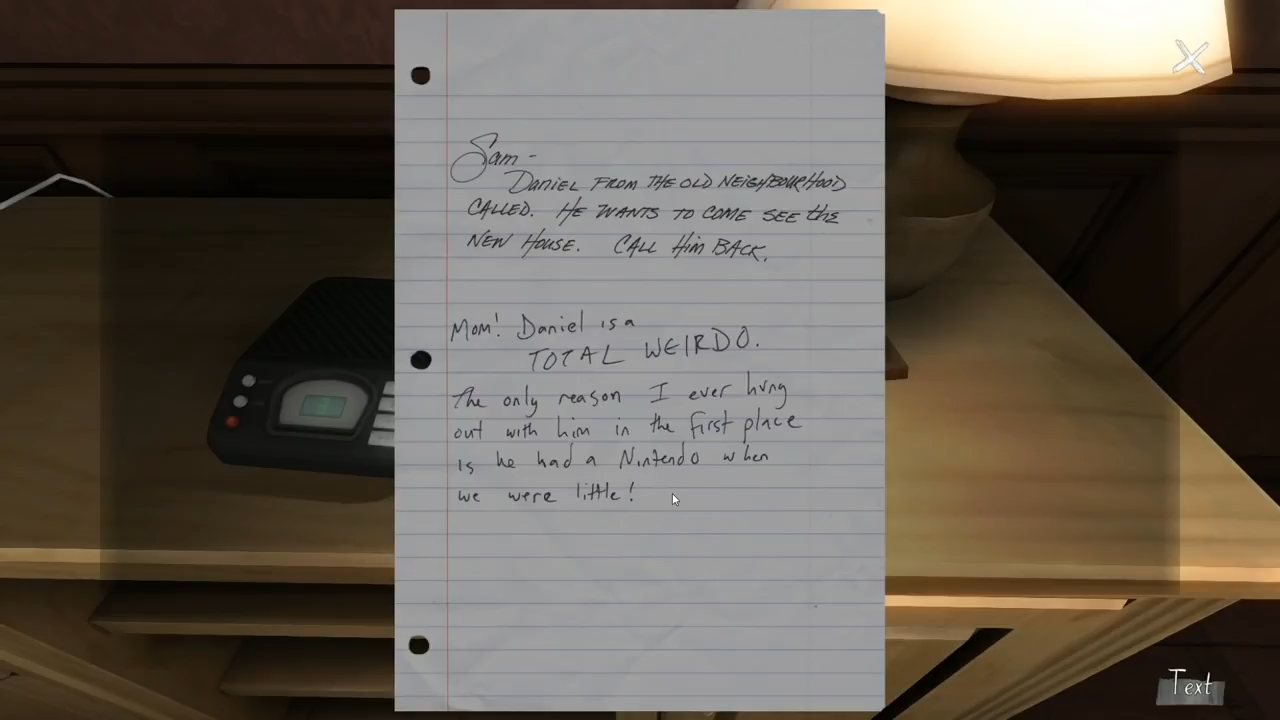 Sam -
DANIEL FROM THE OLD NEIGHBOURHOOD
CALLED. HE WANTS TO COME SEE the
NEW HOUSE. CALL HIM BACK.
Mom! Daniel is a
TOTAL WEIRDO.
The only reason I ever hung
out with him in the first place
is he had a Nintendo when
we were little!
Text